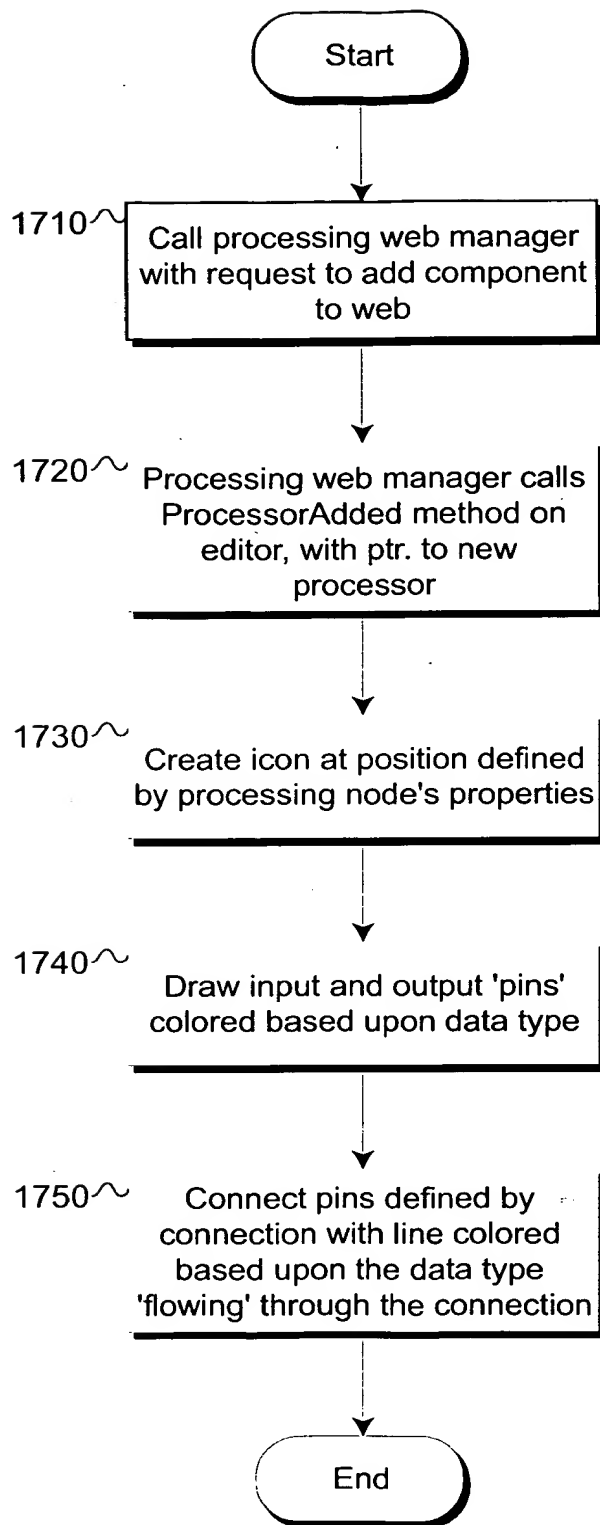 Start
1710
Call processing web manager
with request to add component
to web
1720
Processing web manager calls
ProcessorAdded method on
editor, with ptr. to new
processor
1730
Create icon at position defined
by processing node's properties
1740
Draw input and output 'pins'
colored based upon data type
1750
Connect pins defined by
connection with line colored
based upon the data type
'flowing' through the connection
End